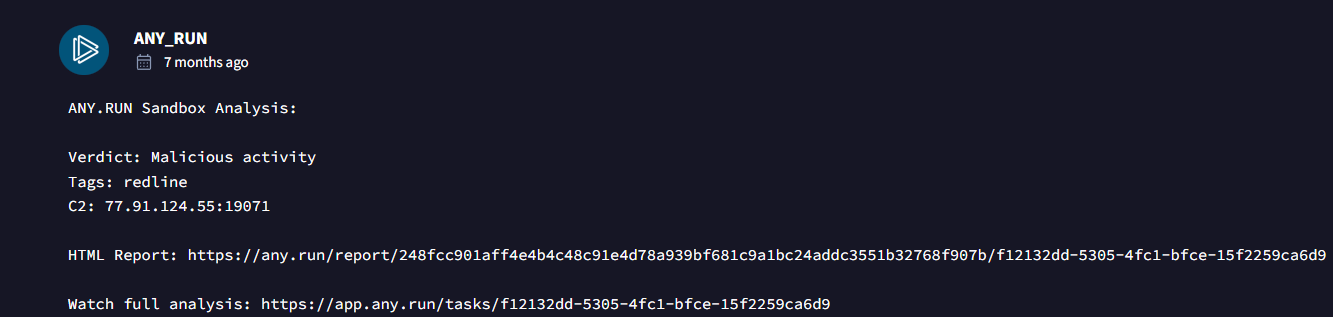 ANY_RUN
7 months ago
ANY.RUN Sandbox Analysis:
Verdict: Malicious activity
Tags: redline
C2: 77.91.124.55:19071
HTML Report: https://any.run/report/248fcc901aff4e4b4c48c91e4d78a939bf681c9a1bc24addc3551b32768f907b/f12132dd-5305-4fc1-bfce-15f2259ca6d9
Watch full analysis: https://app.any.run/tasks/f12132dd-5305-4fc1-bfce-15f2259ca6d9